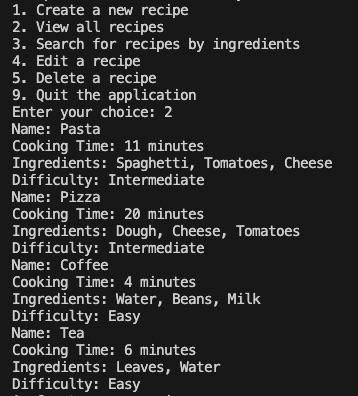 1. Create a new recipe
2. View all recipes
3. Search for recipes by ingredients
4. Edit a recipe
5. Delete a recipe
9. Quit the application
Enter your choice: 2
Name: Pasta
Cooking Time: 11 minutes
Ingredients: Spaghetti, Tomatoes, Cheese
Difficulty: Intermediate
Name: Pizza
Cooking Time: 20 minutes
Ingredients: Dough, Cheese, Tomatoes
Difficulty: Intermediate
Name: Coffee
Cooking Time: 4 minutes
Ingredients: Water, Beans, Milk
Difficulty: Easy
Name: Tea
Cooking Time: 6 minutes
Ingredients: Leaves, Water
Difficulty: Easy